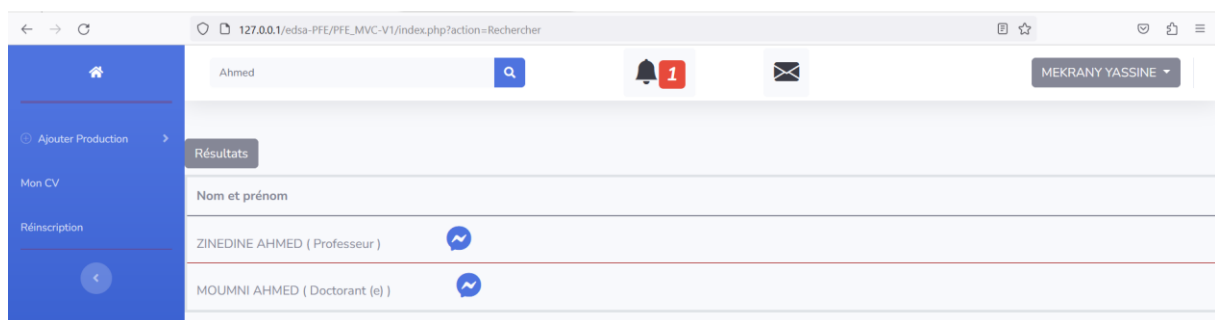 127.0.0.1/edsa-PFE/PFE_MVC-V1/index.php?action=Rechercher
Ahmed
1
MEKRANY YASSINE
Ajouter Production
Résultats
Mon CV
Nom et prénom
Réinscription
ZINEDINE AHMED ( Professeur )
MOUMNI AHMED ( Doctorant (e) )